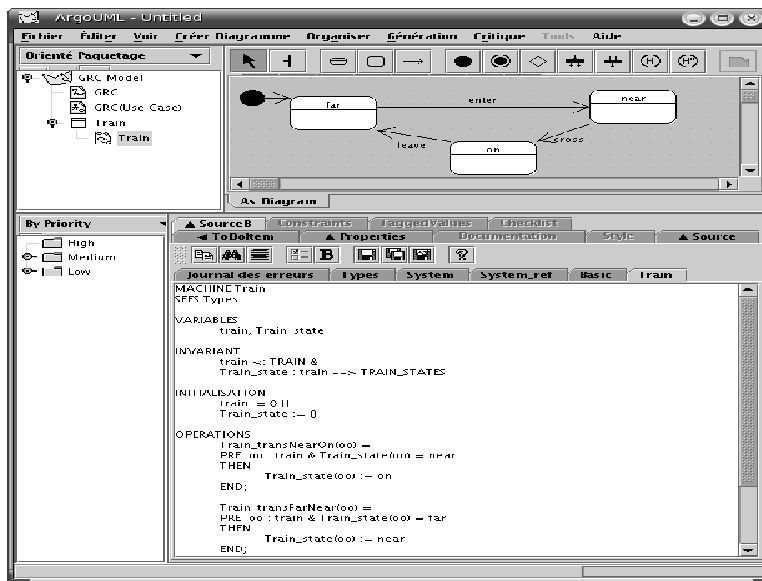 ArgoUML - Untitled
Fichier Éditer Voir Créer Diagramme Organiser Génération Critique Tools Aide
Orienté Paquetage
GRC Model
GRC
GRC(Use Case)
Train
Train
far
enter
near
leave
on
cross
As Diagram
By Priority
High
Medium
Low
Source B Constraints TaggedValues Checklist
ToDoItem Properties Documentation Style Source
B
Journal des erreurs Types System System_ref Basic Train
MACHINE Train
SEES Types
VARIABLES
train, Train_state
INVARIANT
train <: TRAIN &
Train_state : train --> TRAIN_STATES
INITIALISATION
train := {} ||
Train_state := {}
OPERATIONS
Train_transNearOn(oo) =
PRE oo : train & Train_state(oo) = near
THEN
Train_state(oo) := on
END;
Train_transFarNear(oo) =
PRE oo : train & Train_state(oo) = far
THEN
Train_state(oo) := near
END;